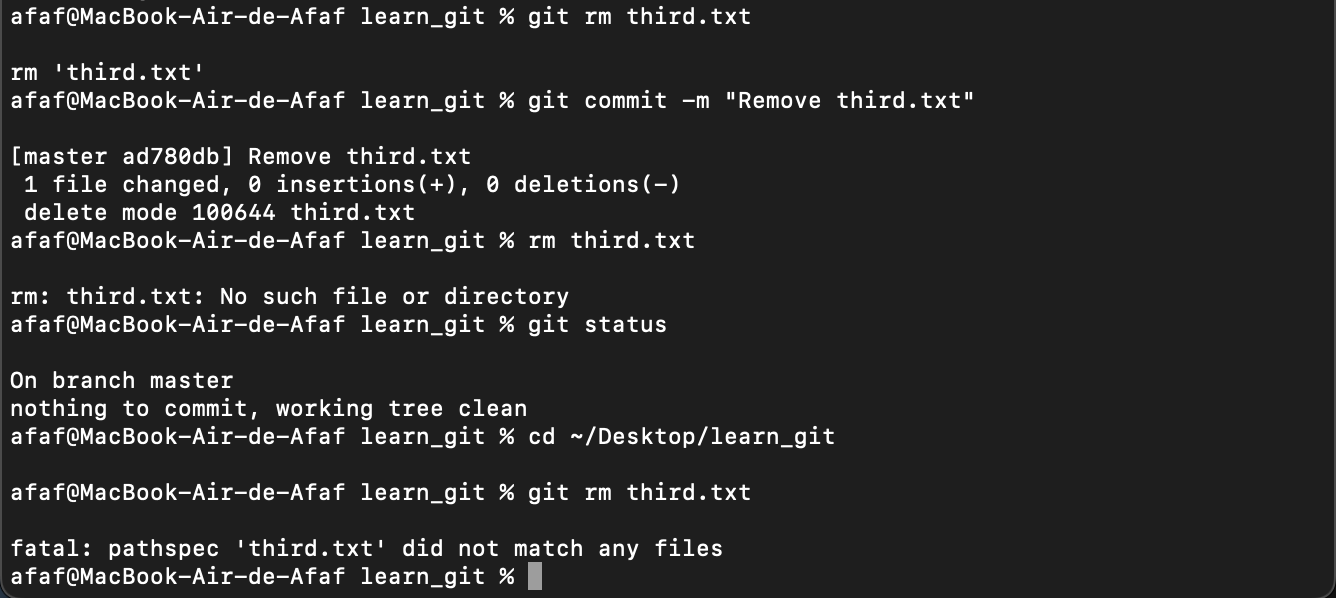 afaf@MacBook-Air-de-Afaf learn_git % git rm third.txt
rm 'third.txt'
afaf@MacBook-Air-de-Afaf learn_git % git commit -m "Remove third.txt"
[master ad780db] Remove third.txt
 1 file changed, 0 insertions(+), 0 deletions(-)
 delete mode 100644 third.txt
afaf@MacBook-Air-de-Afaf learn_git % rm third.txt
rm: third.txt: No such file or directory
afaf@MacBook-Air-de-Afaf learn_git % git status
On branch master
nothing to commit, working tree clean
afaf@MacBook-Air-de-Afaf learn_git % cd ~/Desktop/learn_git
afaf@MacBook-Air-de-Afaf learn_git % git rm third.txt
fatal: pathspec 'third.txt' did not match any files
afaf@MacBook-Air-de-Afaf learn_git %